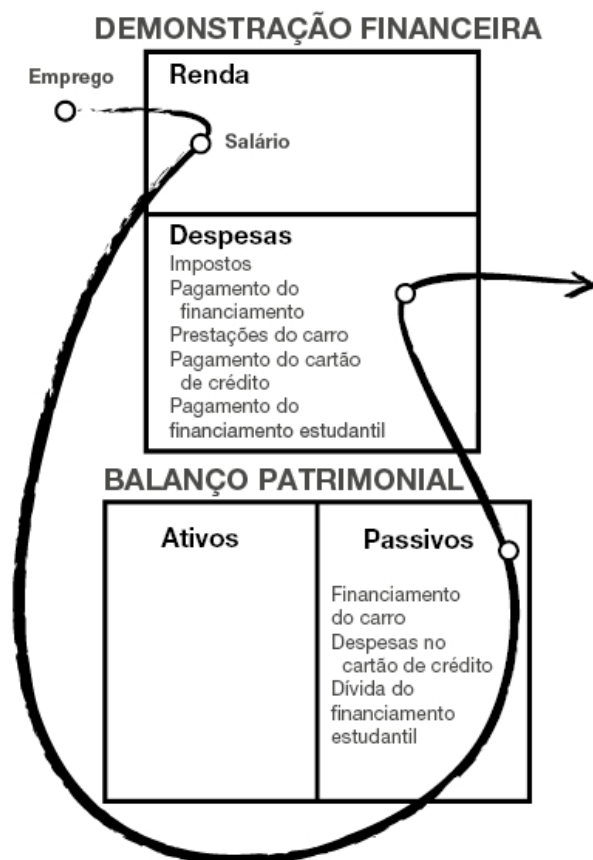 DEMONSTRAÇÃO FINANCEIRA
Emprego
Renda
Salário
Despesas
Impostos
Pagamento do
financiamento
Prestações do carro
Pagamento do cartão
de crédito
Pagamento do
financiamento estudantil
BALANÇO PATRIMONIAL
Ativos
Passivos
Financiamento
do carro
Despesas no
cartão de crédito
Dívida do
financiamento
estudantil